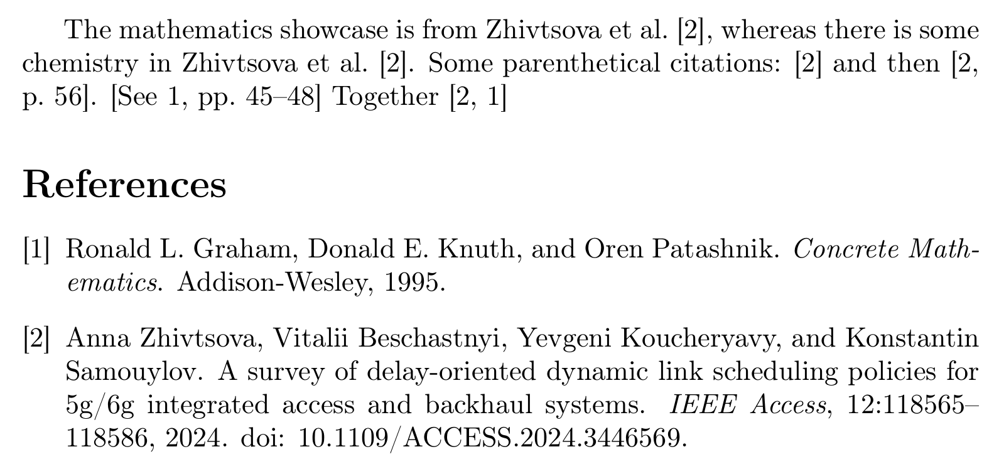 The mathematics showcase is from Zhivtsova et al. [2], whereas there is some
chemistry in Zhivtsova et al. [2]. Some parenthetical citations: [2] and then [2,
p. 56]. [See 1, pp. 45–48] Together [2, 1]
References
[1] Ronald L. Graham, Donald E. Knuth, and Oren Patashnik. Concrete Math-
ematics. Addison-Wesley, 1995.
[2] Anna Zhivtsova, Vitalii Beschastnyi, Yevgeni Koucheryavy, and Konstantin
Samouylov. A survey of delay-oriented dynamic link scheduling policies for
5g/6g integrated access and backhaul systems. IEEE Access, 12:118565–
118586, 2024. doi: 10.1109/ACCESS.2024.3446569.